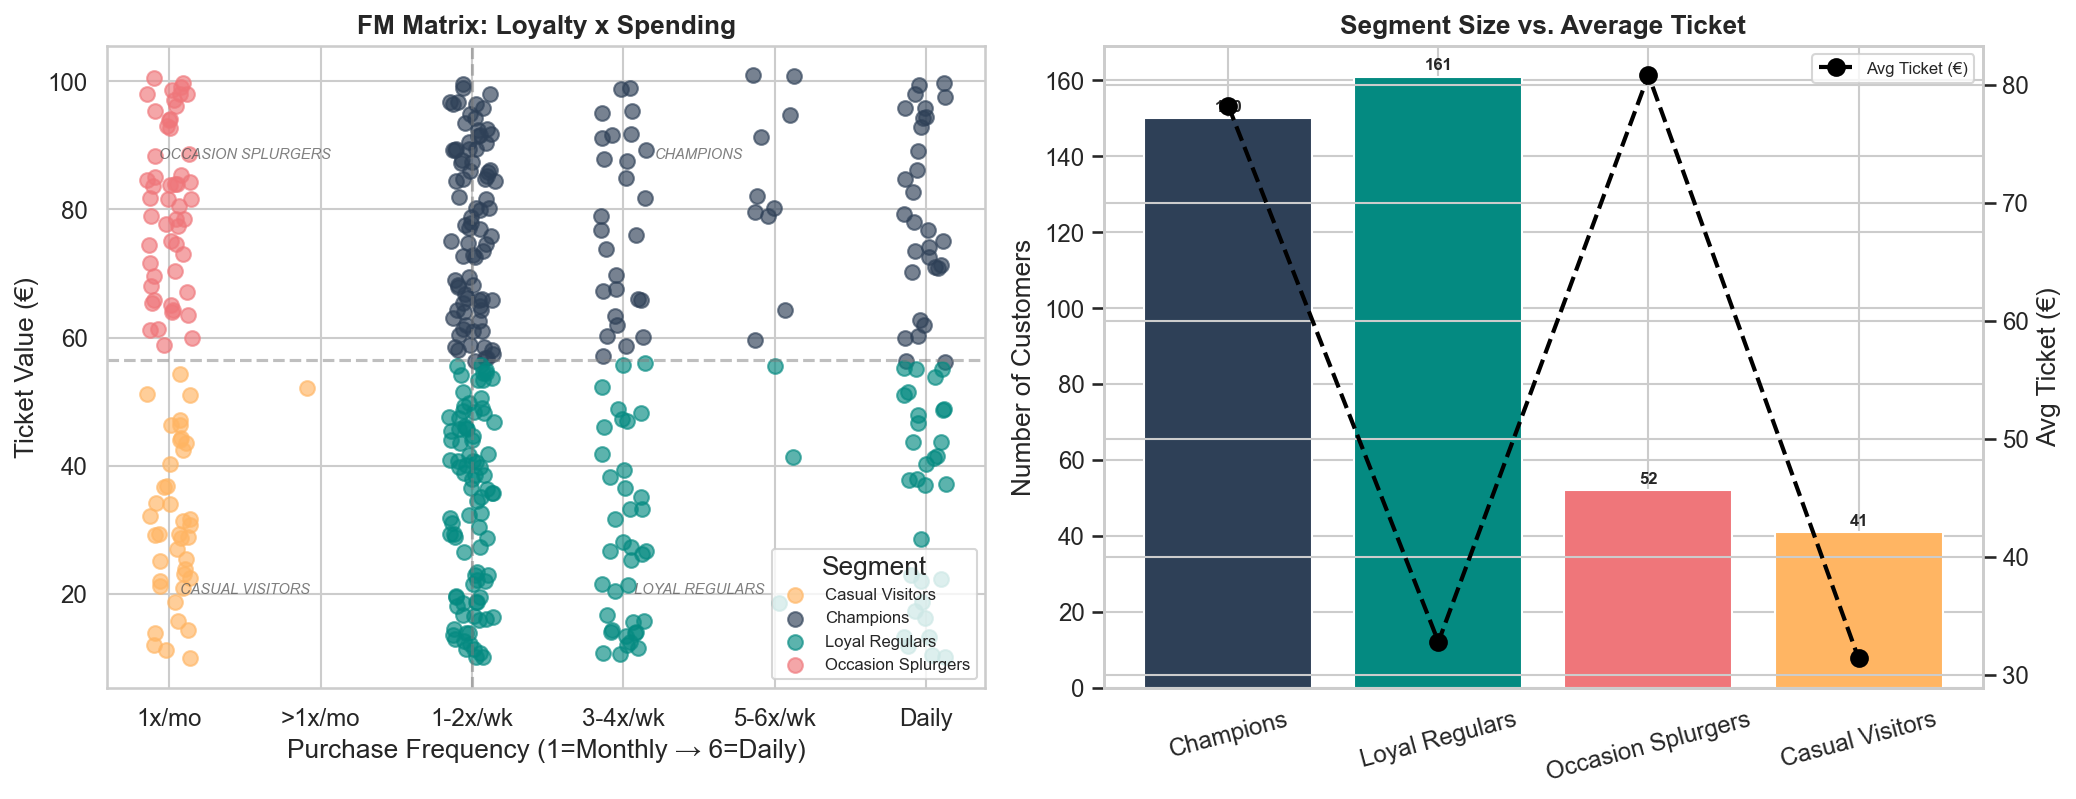 FM Matrix: Loyalty x Spending
Ticket Value (€)
100
80
60
40
20
OCCASION SPLURGERS
CHAMPIONS
CASUAL VISITORS
LOYAL REGULARS
Segment
Casual Visitors
Champions
Loyal Regulars
Occasion Splurgers
1x/mo
>1x/mo
1-2x/wk
3-4x/wk
5-6x/wk
Daily
Purchase Frequency (1=Monthly → 6=Daily)
Segment Size vs. Average Ticket
Number of Customers
160
140
120
100
80
60
40
20
0
161
52
41
Avg Ticket (€)
80
70
60
50
40
30
Avg Ticket (€)
Champions
Loyal Regulars
Occasion Splurgers
Casual Visitors